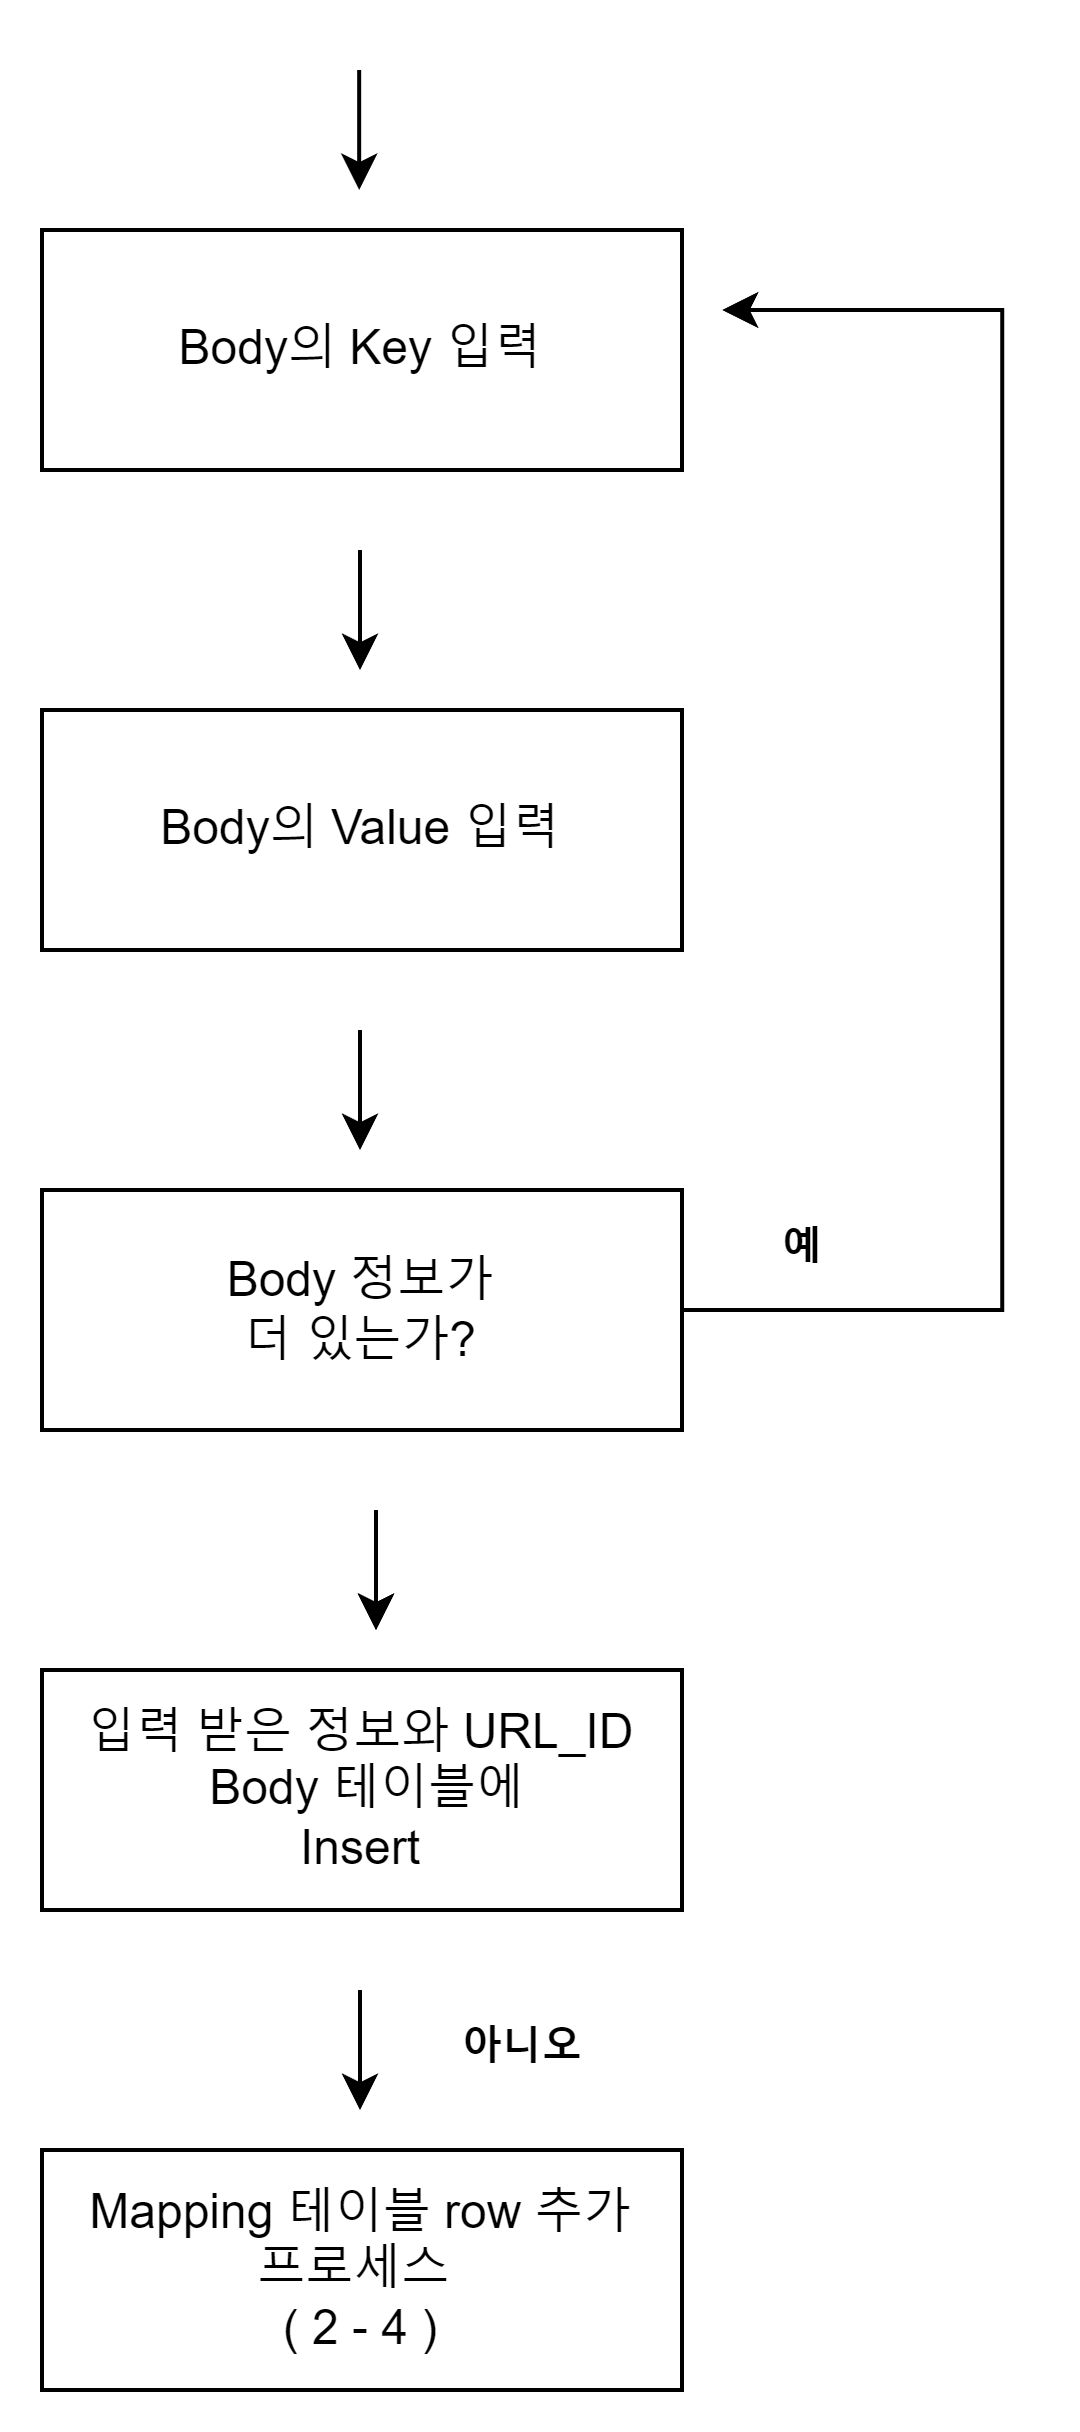 Body의 Key 입력
Body의 Value 입력
Body 정보가
더 있는가?
예
입력 받은 정보와 URL_ID
Body 테이블에
Insert
아니오
Mapping 테이블 row 추가
프로세스
( 2 - 4 )